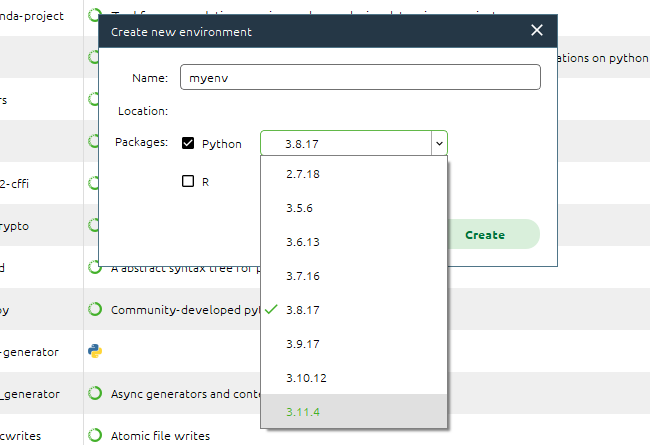 nda-project
Create new environment
ations on python
Name: myenv
rs
Location:
Packages: Python 3.8.17
2.7.18
R
2-cffi
3.5.6
rypto
3.6.13
Create
d
A abstract syntax tree for p
3.7.16
py
Community-developed pyt
3.8.17
-generator
3.9.17
3.10.12
_generator
Async generators and cont
3.11.4
cwrites
Atomic file writes